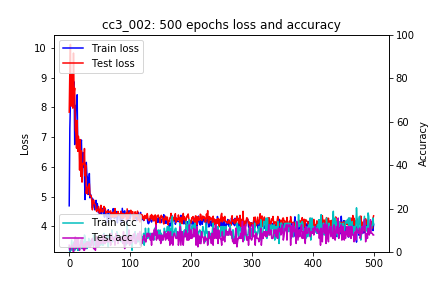 cc3_002: 500 epochs loss and accuracy
Train loss
Test loss
Train acc
Test acc
Loss
Accuracy
10
9
8
7
6
5
4
100
80
60
40
20
0
0 100 200 300 400 500